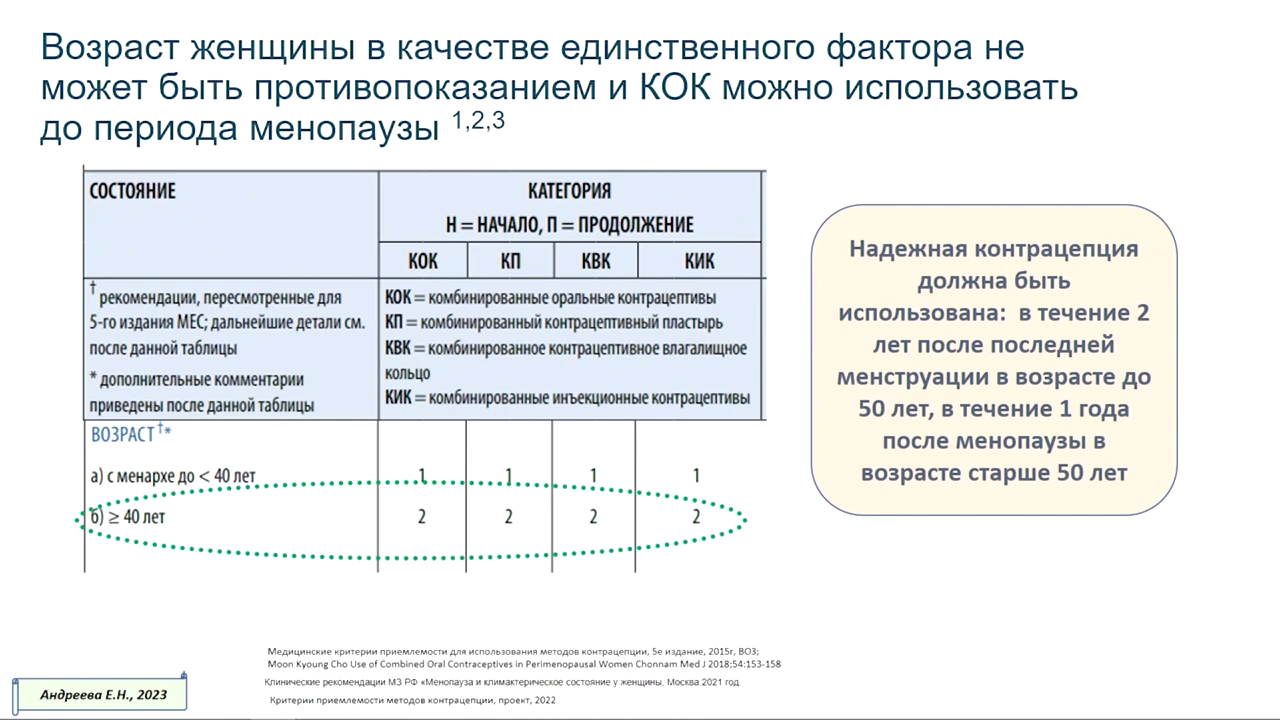 Возраст женщины в качестве единственного фактора не
может быть противопоказанием и КОК можно использовать
до периода менопаузы 1,2,3
СОСТОЯНИЕ
КАТЕГОРИЯ
Н = НАЧАЛО, П = ПРОДОЛЖЕНИЕ
КОК КП КВК КИК
† рекомендации, пересмотренные для
5-го издания МЕС; дальнейшие детали см.
после данной таблицы
* дополнительные комментарии
приведены после данной таблицы
КОК = комбинированные оральные контрацептивы
КП = комбинированный контрацептивный пластырь
КВК = комбинированное контрацептивное влагалищное
кольцо
КИК = комбинированные инъекционные контрацептивы
ВОЗРАСТ†*
а) с менархе до < 40 лет 1 1 1 1
б) ≥ 40 лет 2 2 2 2
Надежная контрацепция
должна быть
использована: в течение 2
лет после последней
менструации в возрасте до
50 лет, в течение 1 года
после менопаузы в
возрасте старше 50 лет
Медицинские критерии приемлемости для использования методов контрацепции, 5е издание, 2015г, ВОЗ;
Moon Kyoung Cho Use of Combined Oral Contraceptives in Perimenopausal Women Chonnam Med J 2018;54:153-158
Клинические рекомендации МЗ РФ «Менопауза и климактерическое состояние у женщины, Москва 2021 год
Критерии приемлемости методов контрацепции, проект, 2022
Андреева Е.Н., 2023